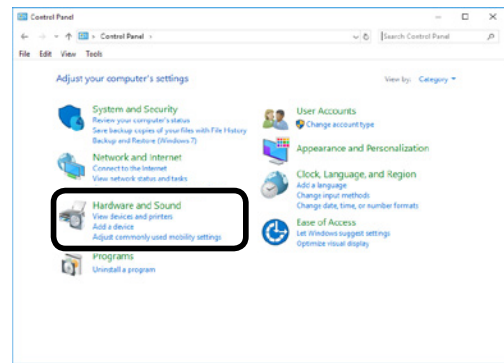 Control Panel
Control Panel
Search Control Panel
File Edit View Tools
Adjust your computer's settings
View by: Category
System and Security
Review your computer's status
Save backup copies of your files with File History
Backup and Restore (Windows 7)
Network and Internet
Connect to the Internet
View network status and tasks
Hardware and Sound
View devices and printers
Add a device
Adjust commonly used mobility settings
Programs
Uninstall a program
User Accounts
Change account type
Appearance and Personalization
Clock, Language, and Region
Add a language
Change input methods
Change date, time, or number formats
Ease of Access
Let Windows suggest settings
Optimize visual display